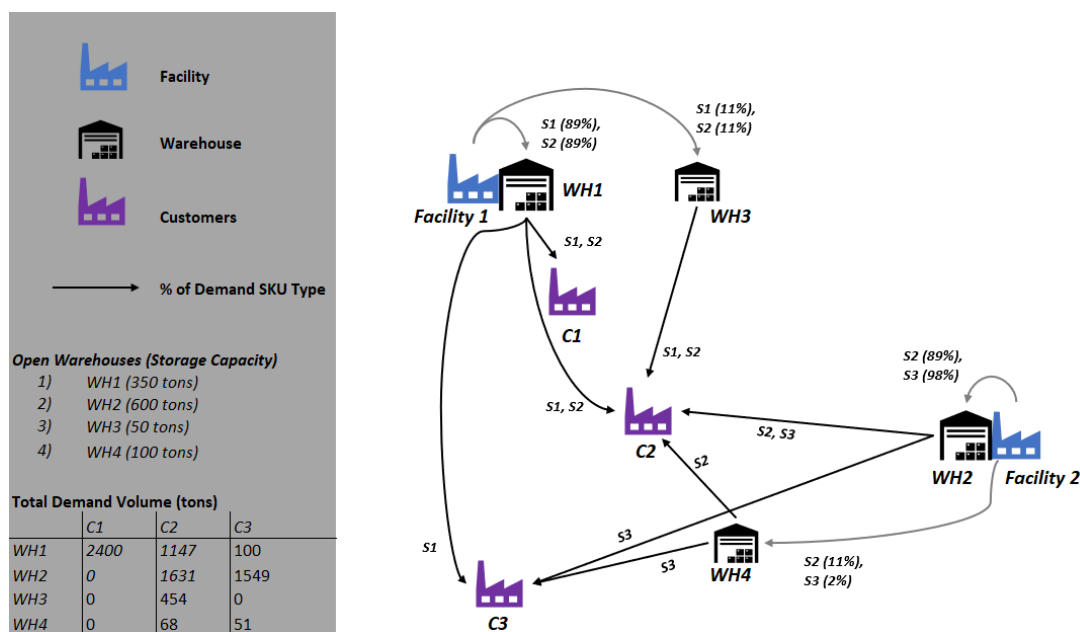 Facility
Warehouse
Customers
% of Demand SKU Type
Open Warehouses (Storage Capacity)
1) WH1 (350 tons)
2) WH2 (600 tons)
3) WH3 (50 tons)
4) WH4 (100 tons)
Total Demand Volume (tons)
C1 C2 C3
WH1 2400 1147 100
WH2 0 1631 1549
WH3 0 454 0
WH4 0 68 51
S1 (89%),
S2 (89%)
S1 (11%),
S2 (11%)
WH1
Facility 1
WH3
S1, S2
C1
S1, S2
S1, S2
C2
S2 (89%),
S3 (98%)
S2, S3
WH2
Facility 2
S2
S3
S1
WH4
S3
S2 (11%),
S3 (2%)
C3